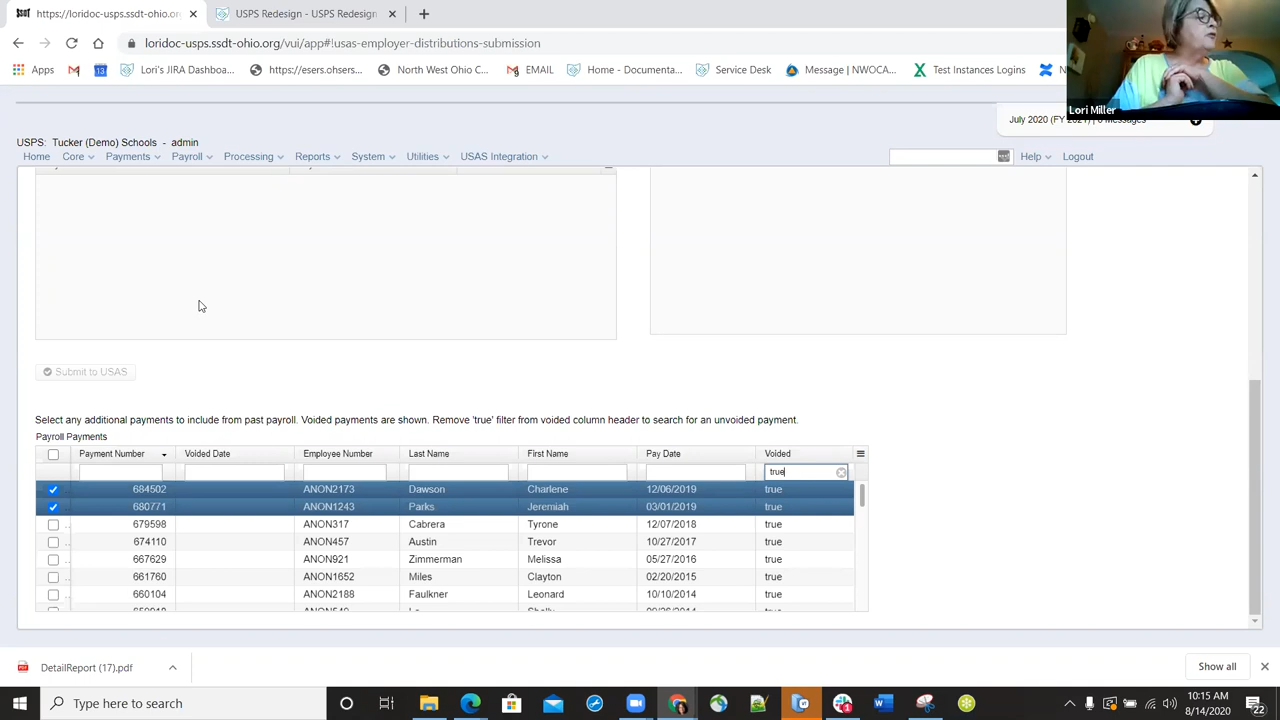 https://loridoc-usps.ssdt-ohio.org/
USPS Redesign - USPS Redesign
loridoc-usps.ssdt-ohio.org/vui/app#!usas-employer-distributions-submission
Apps
Lori's JIRA Dashboa...
https://esers.ohsers...
North West Ohio C...
EMAIL
Home - Documenta...
Service Desk
Message | NWOCA...
Test Instances Logins
Lori Miller
USPS: Tucker (Demo) Schools - admin
Home Core Payments Payroll Processing Reports System Utilities USAS Integration Help Logout
Submit to USAS
Select any additional payments to include from past payroll. Voided payments are shown. Remove 'true' filter from voided column header to search for an unvoided payment.
Payroll Payments
Payment Number Voided Date Employee Number Last Name First Name Pay Date Voided
true
684502 ANON2173 Dawson Charlene 12/06/2019 true
680771 ANON1243 Parks Jeremiah 03/01/2019 true
679598 ANON317 Cabrera Tyrone 12/07/2018 true
674110 ANON457 Austin Trevor 10/27/2017 true
667629 ANON921 Zimmerman Melissa 05/27/2016 true
661760 ANON1652 Miles Clayton 02/20/2015 true
660104 ANON2188 Faulkner Leonard 10/10/2014 true
DetailReport (17).pdf
Show all
Type here to search
10:15 AM
8/14/2020
22